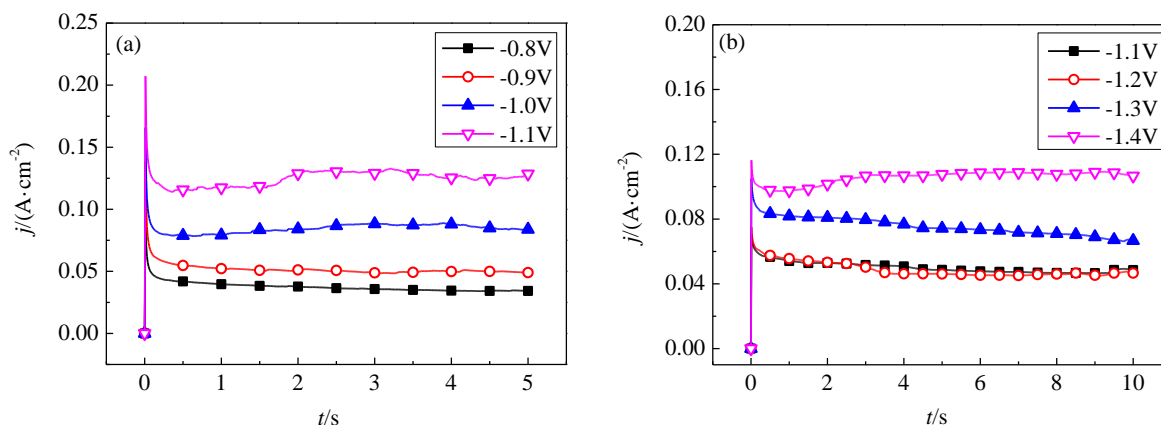 (a)
-0.8V
-0.9V
-1.0V
-1.1V
0.25
0.20
0.15
0.10
0.05
0.00
j/(A·cm-2)
0 1 2 3 4 5
t/s
(b)
-1.1V
-1.2V
-1.3V
-1.4V
0.20
0.16
0.12
0.08
0.04
0.00
j/(A·cm-2)
0 2 4 6 8 10
t/s